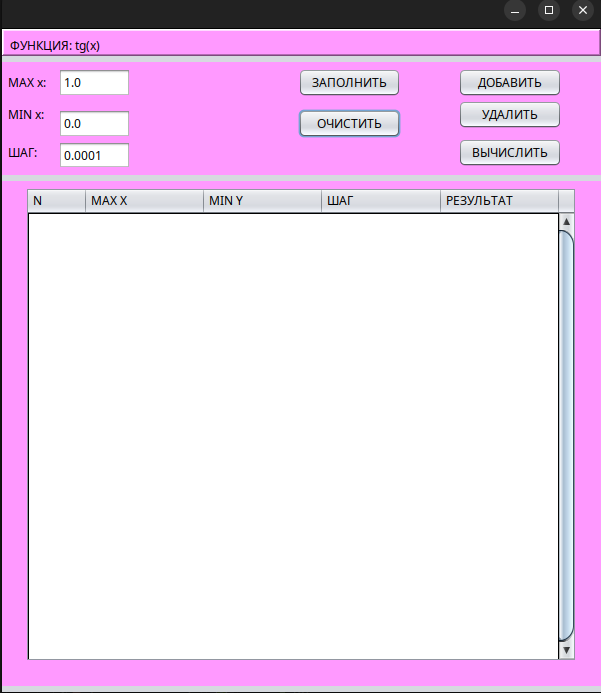 ФУНКЦИЯ: tg(x)
MAX x: 1.0 ЗАПОЛНИТЬ ДОБАВИТЬ
MIN x: 0.0 ОЧИСТИТЬ УДАЛИТЬ
ШАГ: 0.0001 ВЫЧИСЛИТЬ
N MAX X MIN Y ШАГ РЕЗУЛЬТАТ